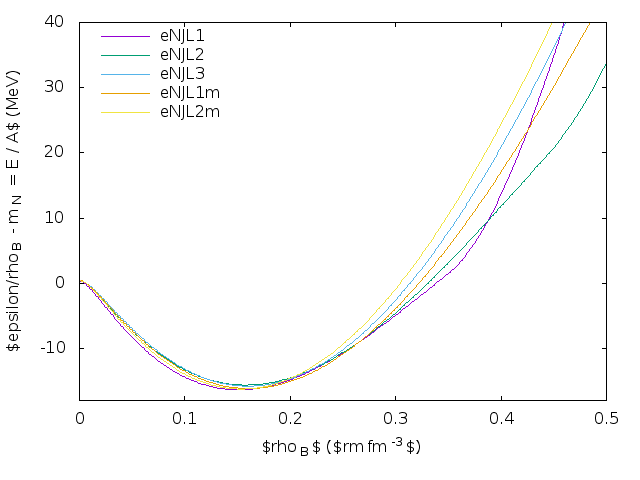 40
30
20
10
0
-10
0
0.1
0.2
0.3
0.4
0.5
$epsilon/rho_B - m_N = E / A$ (MeV)
$rho_B$ ($rm fm^-3$)
eNJL1
eNJL2
eNJL3
eNJL1m
eNJL2m